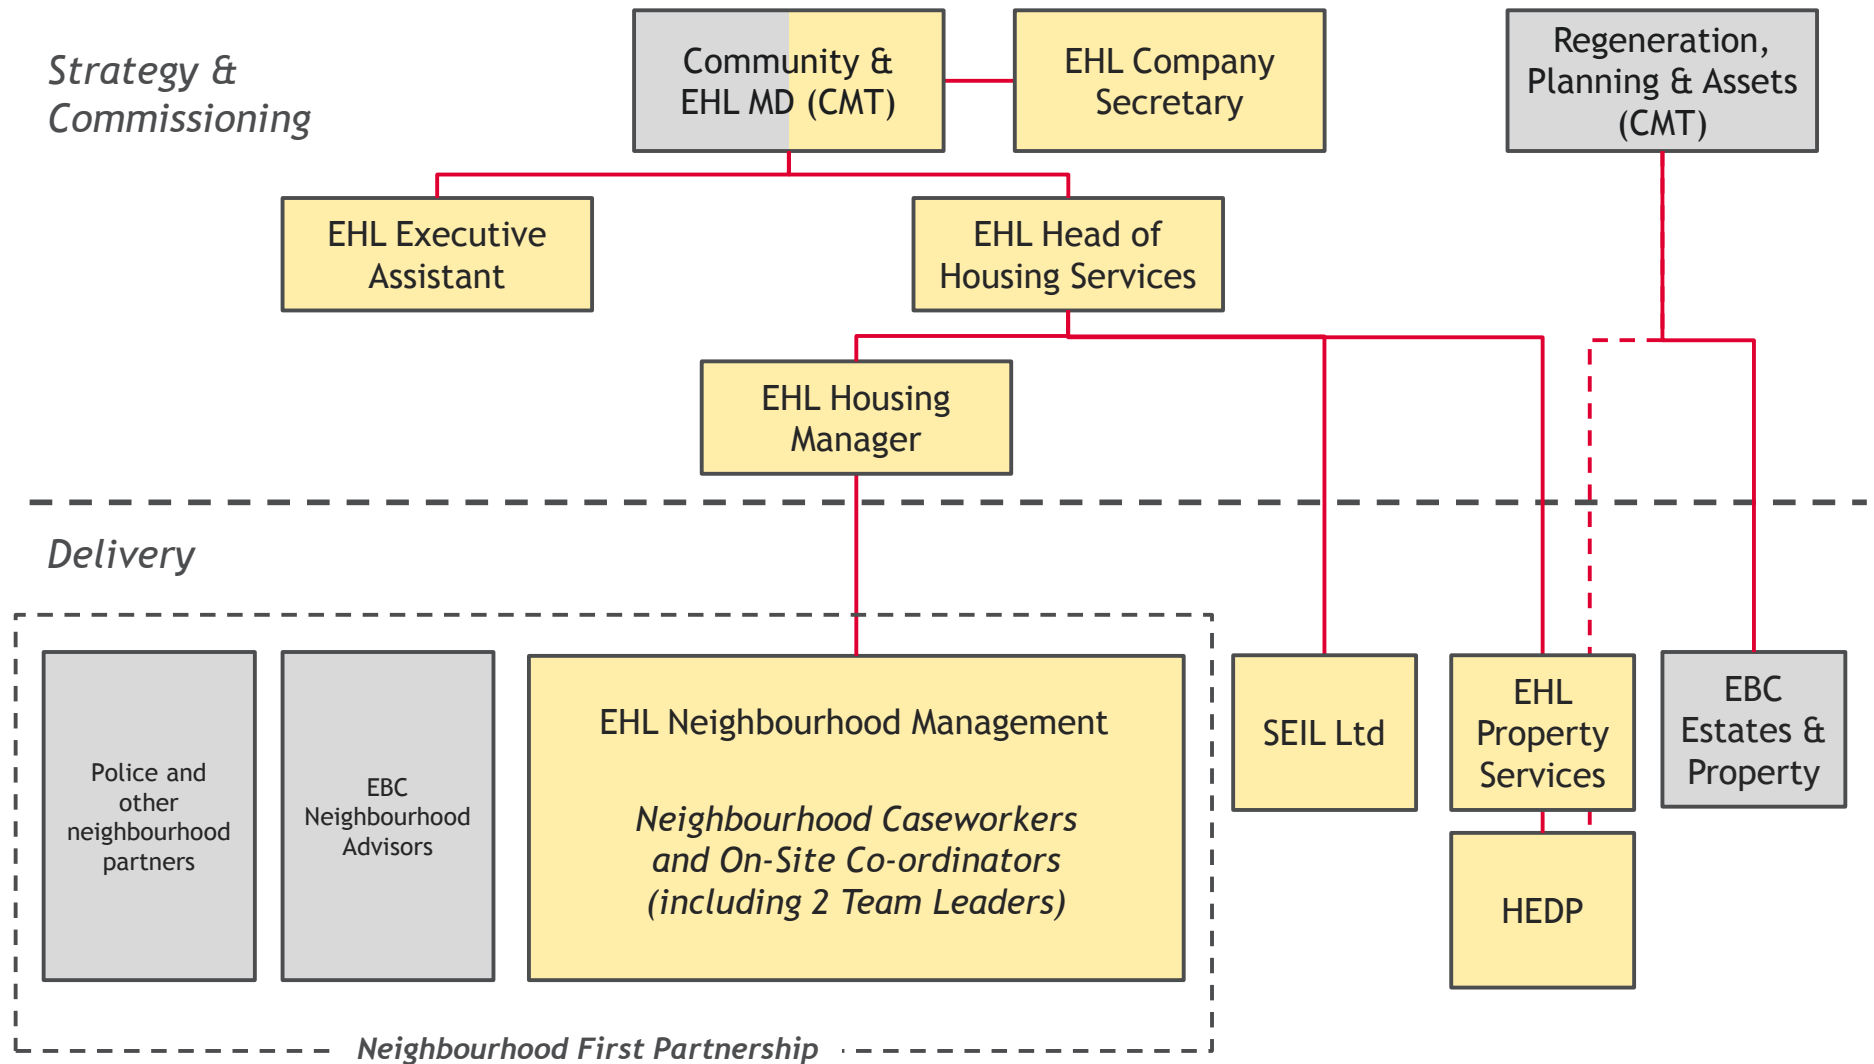 Strategy &
Commissioning
Community &
EHL MD (CMT)
EHL Company
Secretary
Regeneration,
Planning & Assets
(CMT)
EHL Executive
Assistant
EHL Head of
Housing Services
EHL Housing
Manager
Delivery
Police and
other
neighbourhood
partners
EBC
Neighbourhood
Advisors
EHL Neighbourhood Management
Neighbourhood Caseworkers
and On-Site Co-ordinators
(including 2 Team Leaders)
SEIL Ltd
EHL
Property
Services
EBC
Estates &
Property
HEDP
Neighbourhood First Partnership